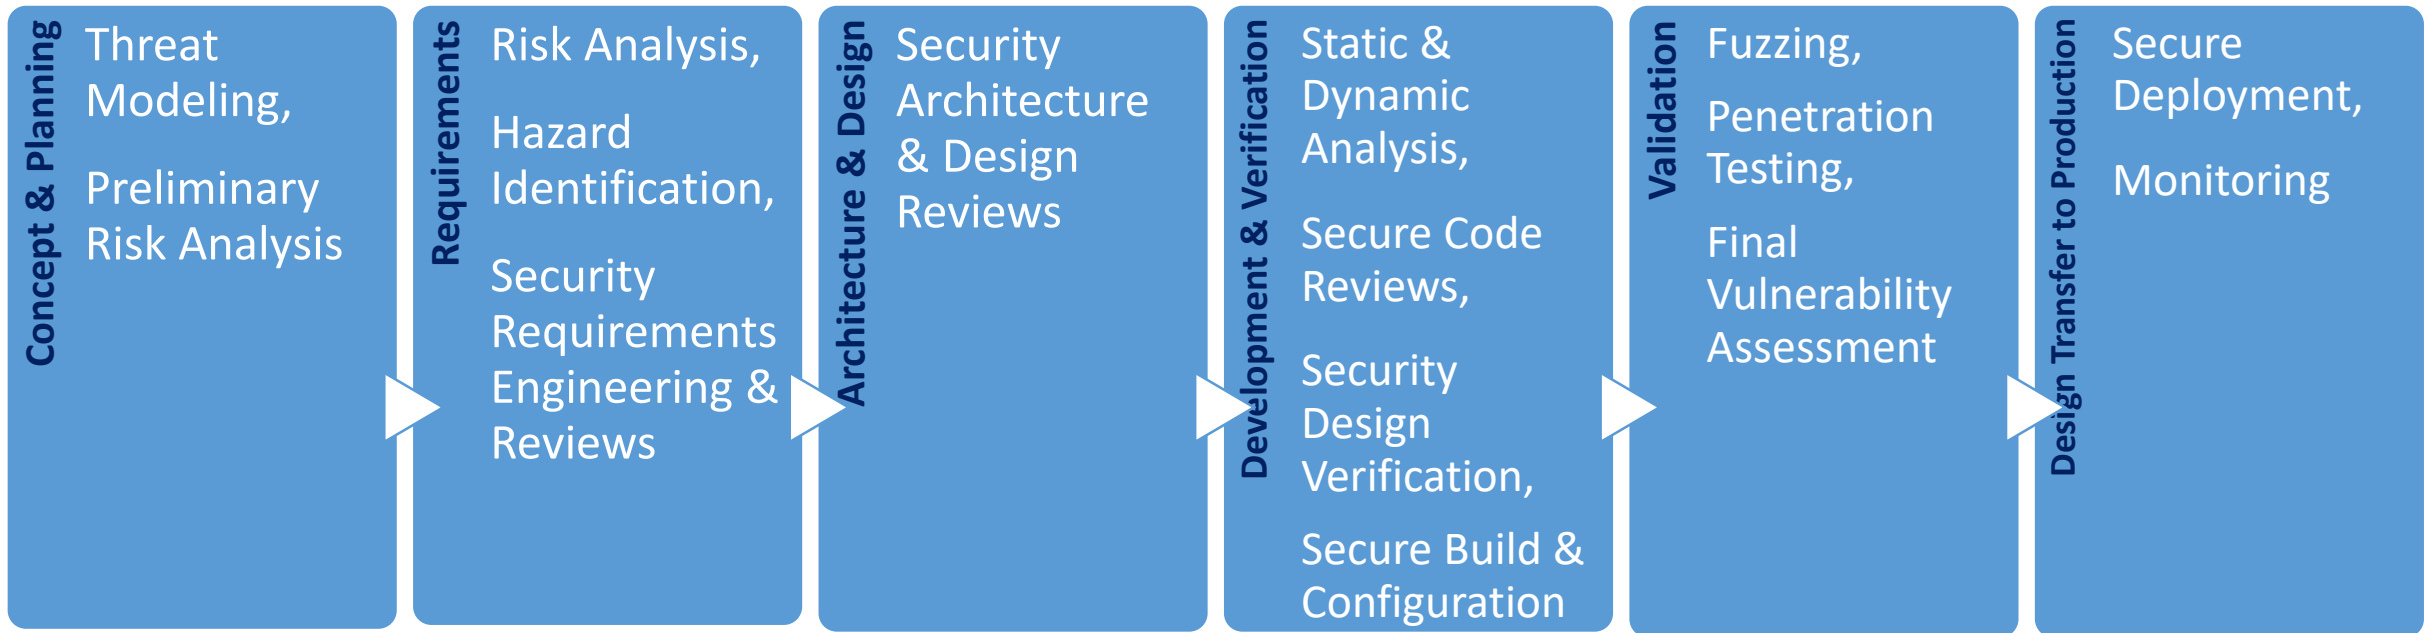 Concept & Planning
Threat
Modeling,
Preliminary
Risk Analysis
Requirements
Risk Analysis,
Hazard
Identification,
Security
Requirements
Engineering &
Reviews
Architecture & Design
Security
Architecture
& Design
Reviews
Development & Verification
Static &
Dynamic
Analysis,
Secure Code
Reviews,
Security
Design
Verification,
Secure Build &
Configuration
Validation
Fuzzing,
Penetration
Testing,
Final
Vulnerability
Assessment
Design Transfer to Production
Secure
Deployment,
Monitoring